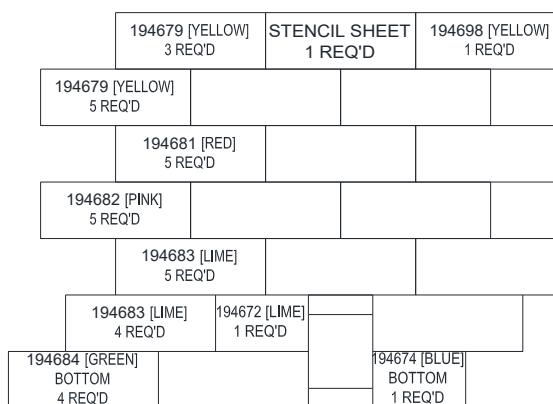 194679 [YELLOW]
3 REQ'D
STENCIL SHEET
1 REQ'D
194698 [YELLOW]
1 REQ'D
194679 [YELLOW]
5 REQ'D
194681 [RED]
5 REQ'D
194682 [PINK]
5 REQ'D
194683 [LIME]
5 REQ'D
194683 [LIME]
4 REQ'D
194672 [LIME]
1 REQ'D
194684 [GREEN]
BOTTOM
4 REQ'D
194674 [BLUE]
BOTTOM
1 REQ'D